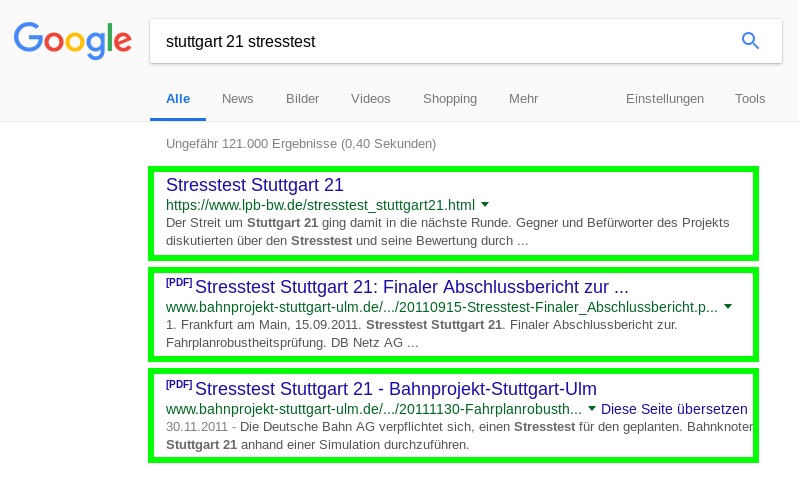 Google
stuttgart 21 stresstest
Alle News Bilder Videos Shopping Mehr Einstellungen Tools
Ungefähr 121.000 Ergebnisse (0,40 Sekunden)
Stresstest Stuttgart 21
https://www.lpb-bw.de/stresstest_stuttgart21.html
Der Streit um Stuttgart 21 ging damit in die nächste Runde. Gegner und Befürworter des Projekts
diskutierten über den Stresstest und seine Bewertung durch ...
[PDF] Stresstest Stuttgart 21: Finaler Abschlussbericht zur ...
www.bahnprojekt-stuttgart-ulm.de/.../20110915-Stresstest-Finaler_Abschlussbericht.p...
1. Frankfurt am Main, 15.09.2011. Stresstest Stuttgart 21. Finaler Abschlussbericht zur.
Fahrplanrobustheitsprüfung. DB Netz AG ...
[PDF] Stresstest Stuttgart 21 - Bahnprojekt-Stuttgart-Ulm
www.bahnprojekt-stuttgart-ulm.de/.../20111130-Fahrplanrobusth... Diese Seite übersetzen
30.11.2011 - Die Deutsche Bahn AG verpflichtet sich, einen Stresstest für den geplanten. Bahnknoten
Stuttgart 21 anhand einer Simulation durchzuführen.